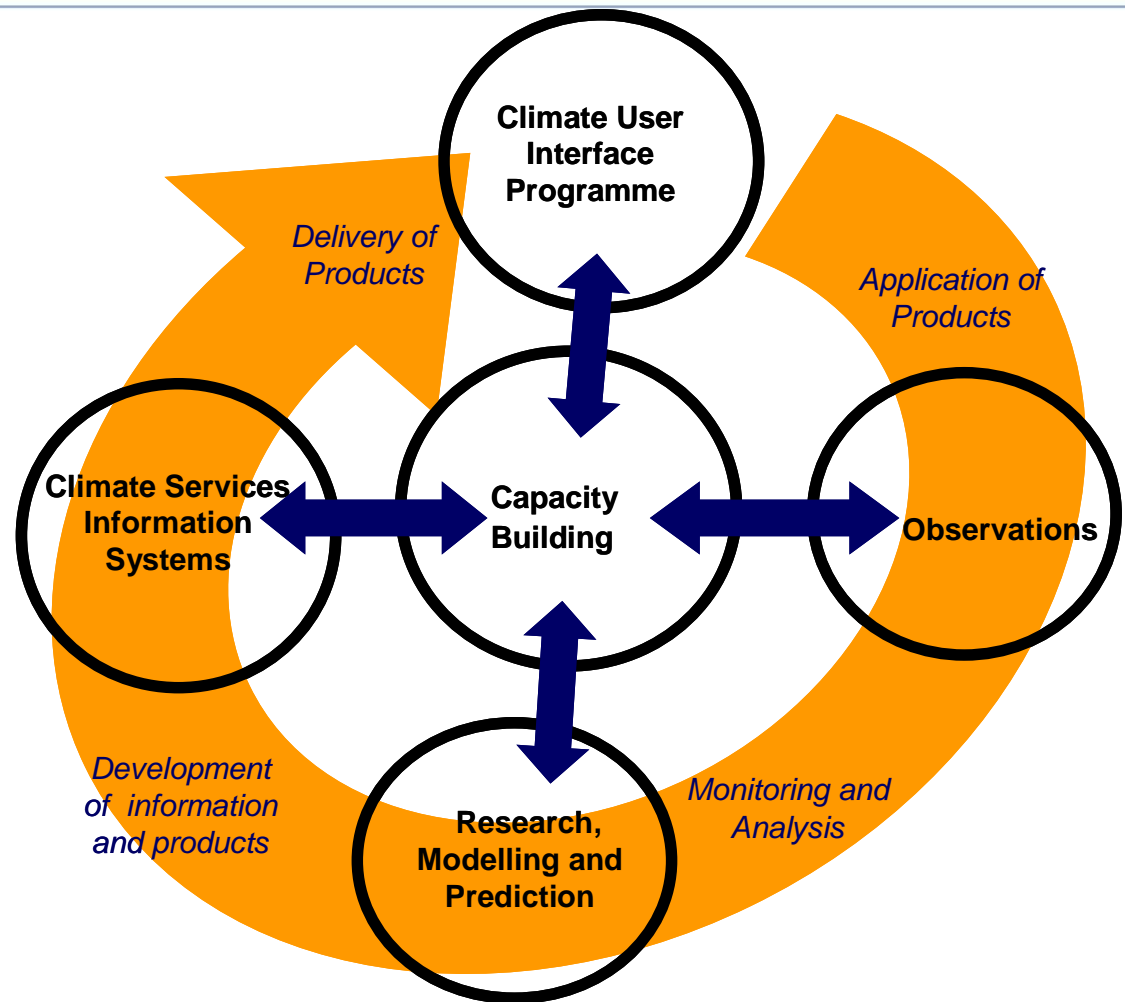 Climate User
Interface
Programme
Delivery of
Products
Application of
Products
Climate Services
Information
Systems
Capacity
Building
Observations
Development
of information
and products
Research,
Modelling and
Prediction
Monitoring and
Analysis